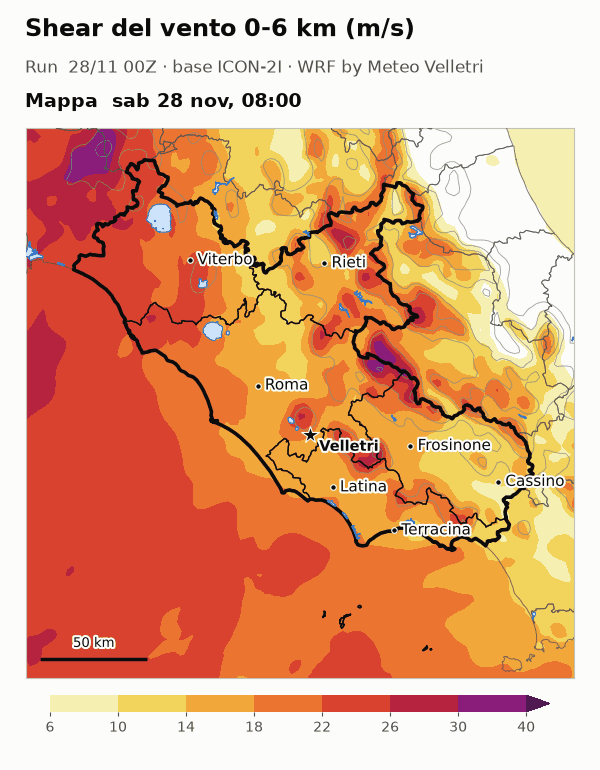 Shear del vento 0-6 km (m/s)
Run  28/11 00Z · base ICON-2I · WRF by Meteo Velletri
Mappa  sab 28 nov, 08:00
Viterbo
Rieti
Roma
Velletri
Frosinone
Latina
Cassino
Terracina
50 km
6 10 14 18 22 26 30 40